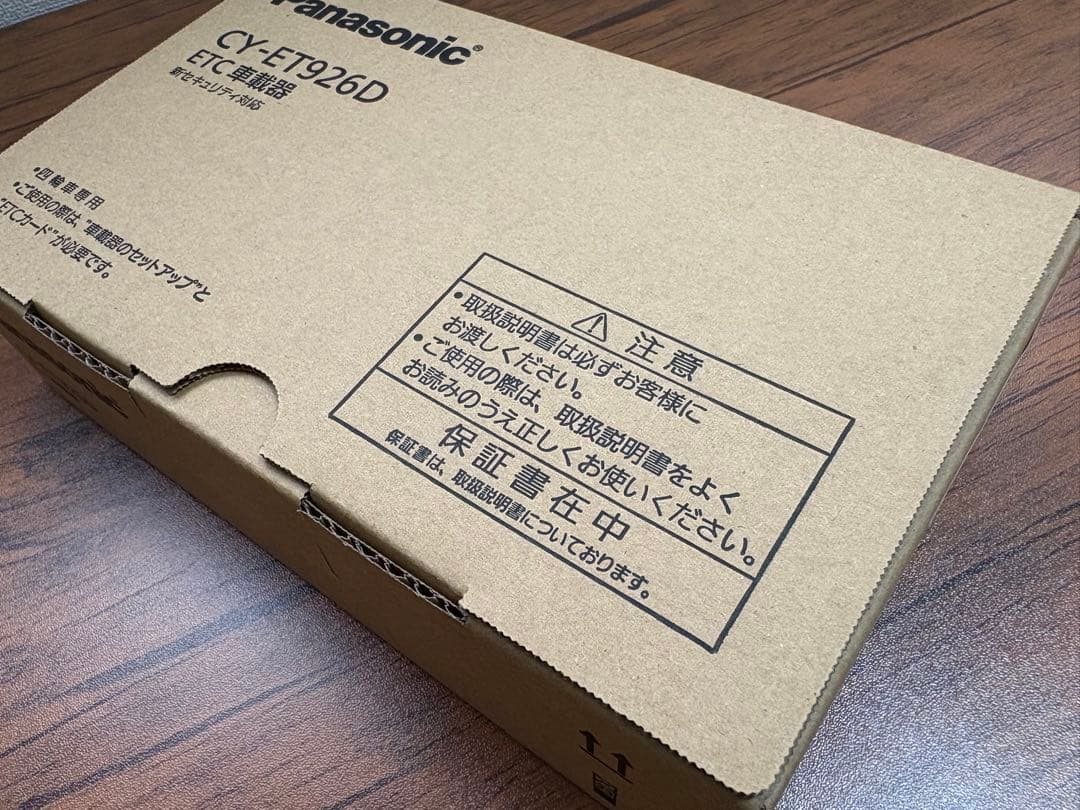 Panasonic®
CY-ET926D
ETC 車載器
新セキュリティ対応
•四輪車専用
•ご使用の際は、"車載器のセットアップ"と
"ETCカード"が必要です。
⚠ 注意
•取扱説明書は必ずお客様に
お渡しください。
•ご使用の際は、取扱説明書をよく
お読みのうえ正しくお使いください。
保証書在中
保証書は、取扱説明書についております。